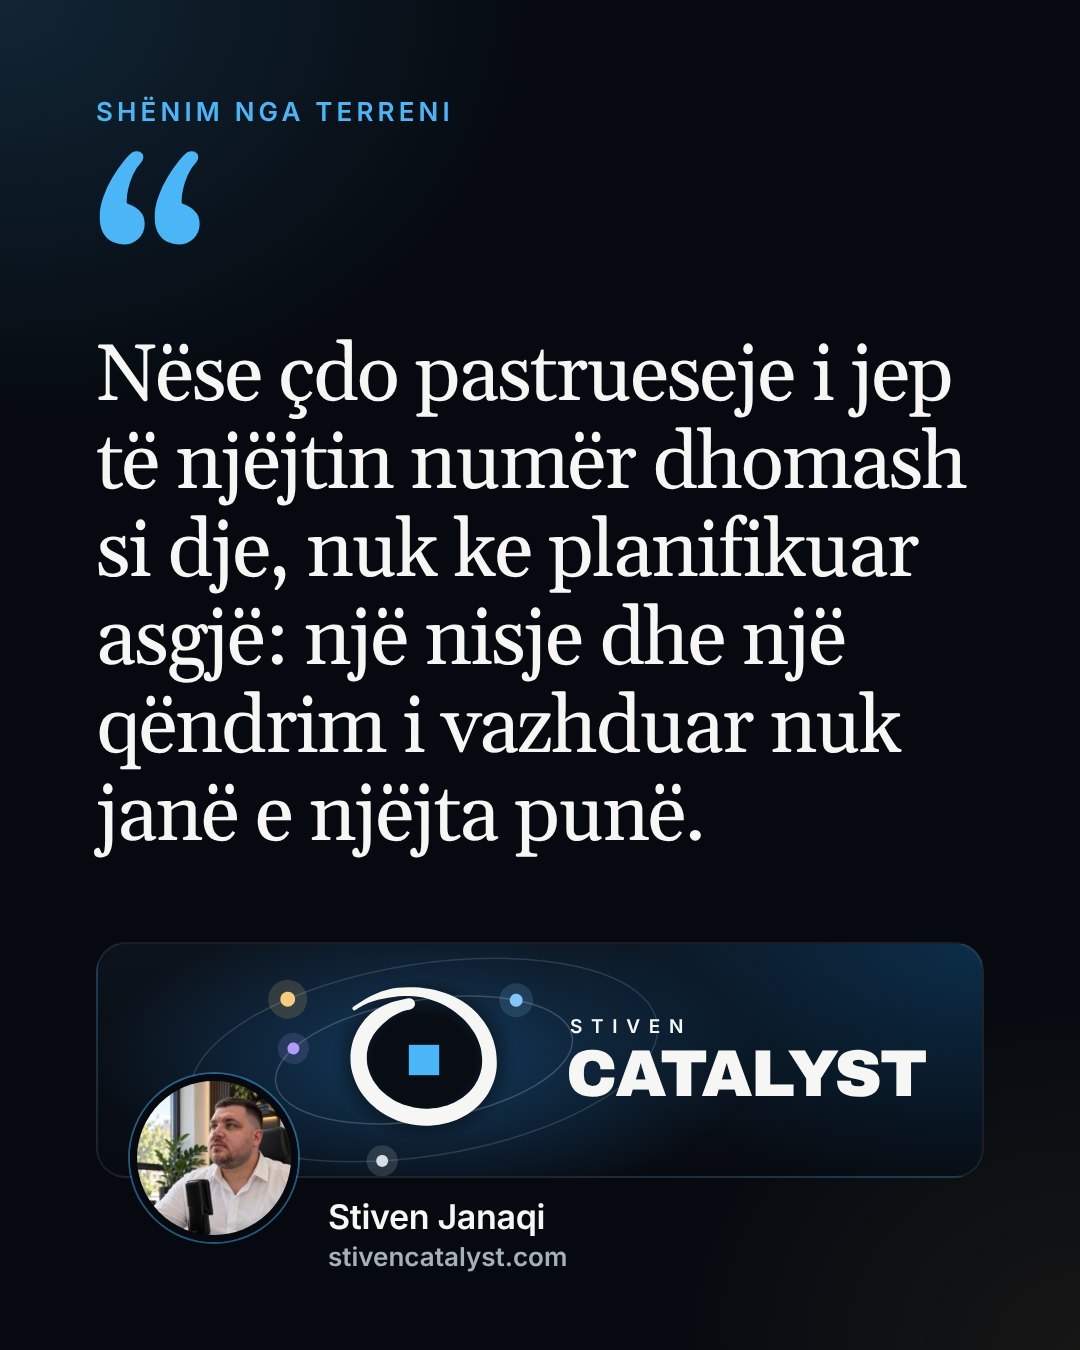 SHËNIM NGA TERRENI
“
Nëse çdo pastrueseje i jep
të njëjtin numër dhomash
si dje, nuk ke planifikuar
asgjë: një nisje dhe një
qëndrim i vazhduar nuk
janë e njëjta punë.
STIVEN
CATALYST
Stiven Janaqi
stivencatalyst.com